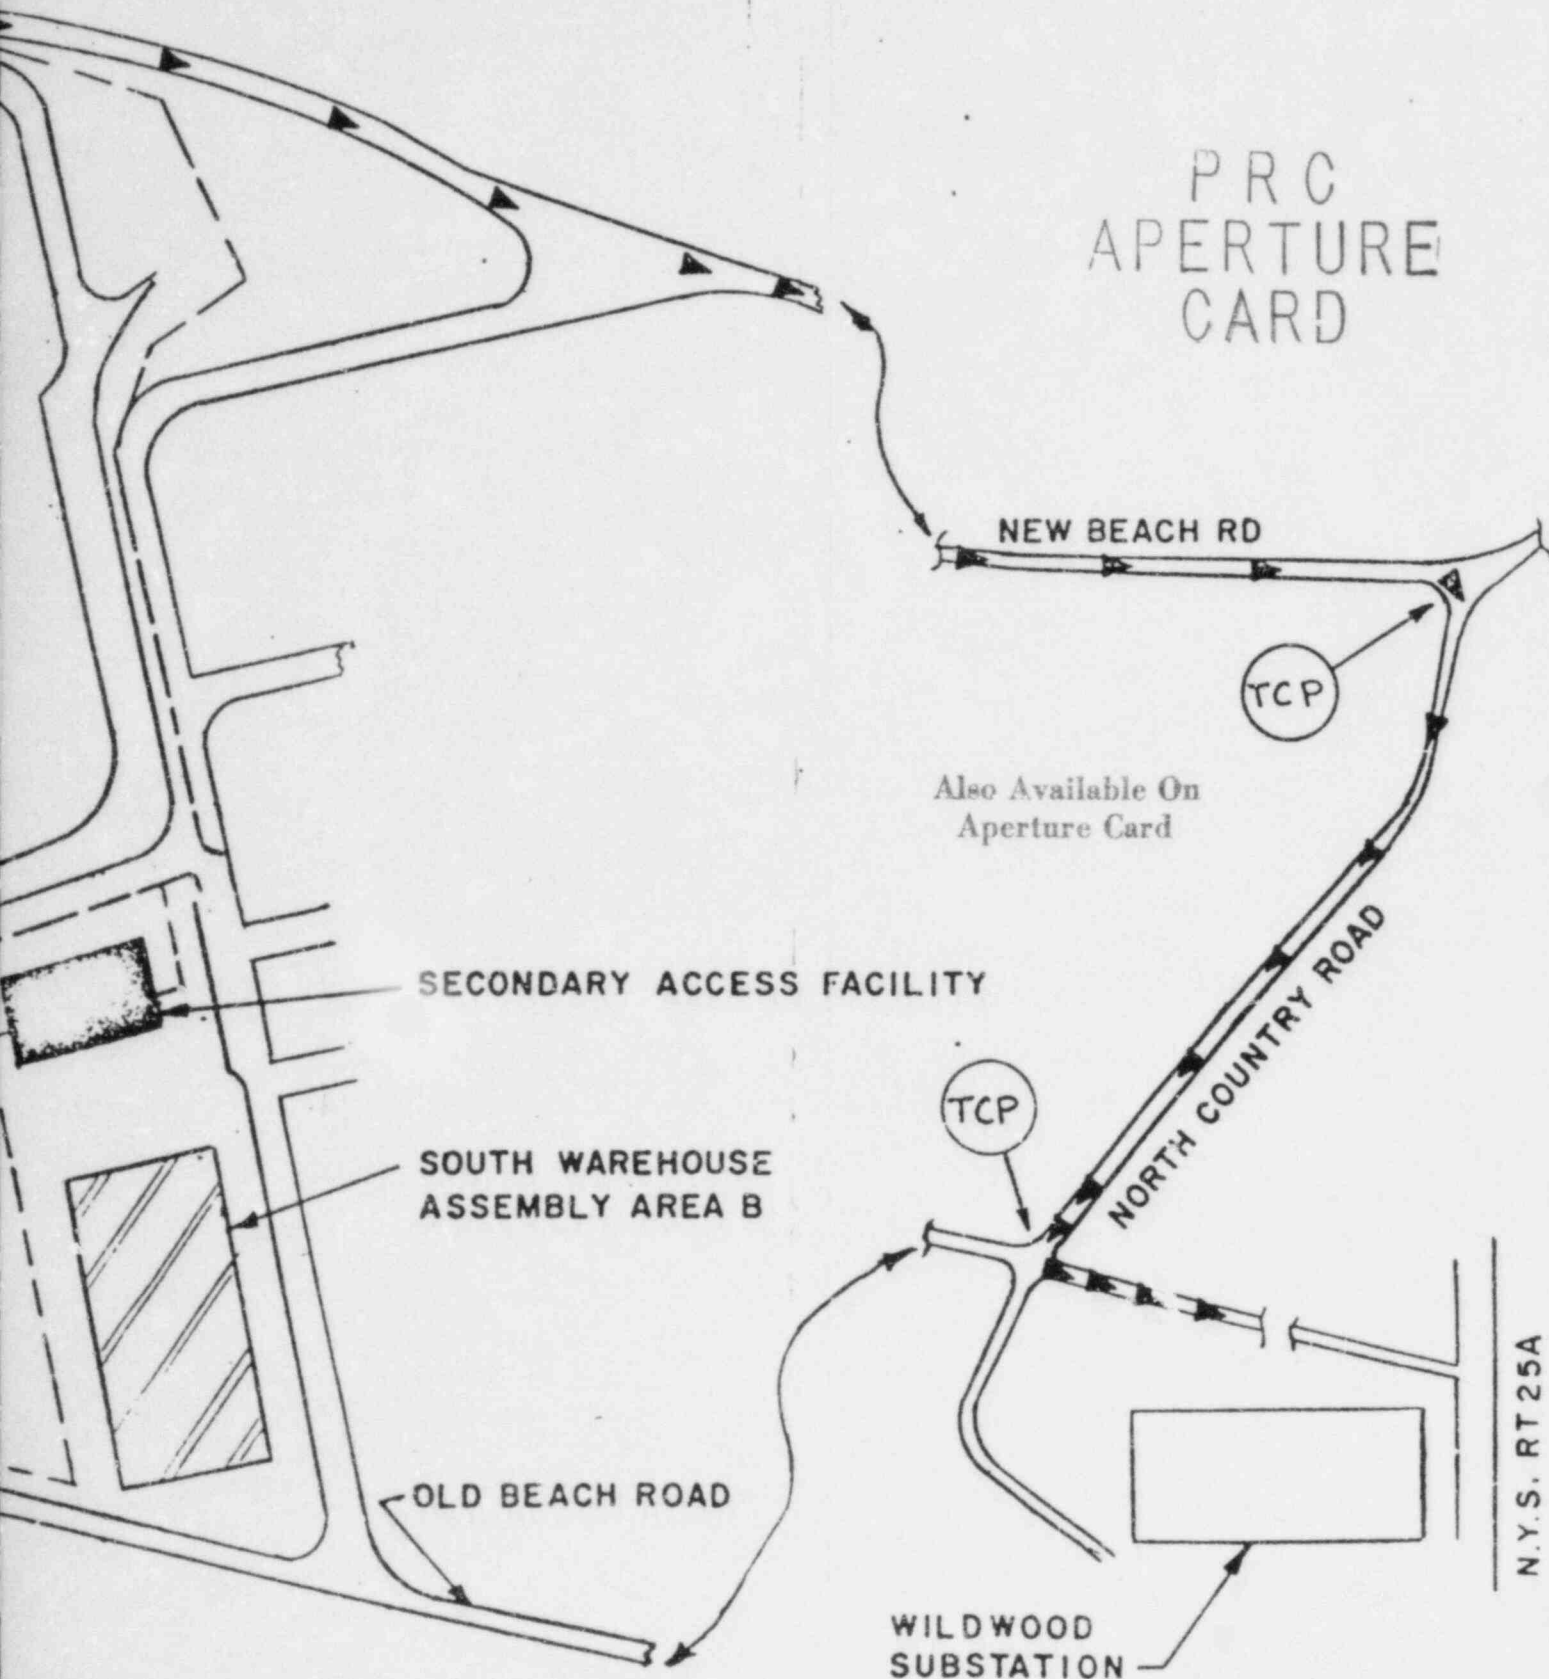 PRC
APERTURE
CARD
NEW BEACH RD
TCP
Also Available On
Aperture Card
NORTH COUNTRY ROAD
SECONDARY ACCESS FACILITY
TCP
SOUTH WAREHOUSE
ASSEMBLY AREA B
N.Y.S. RT 25A
OLD BEACH ROAD
WILDWOOD
SUBSTATION